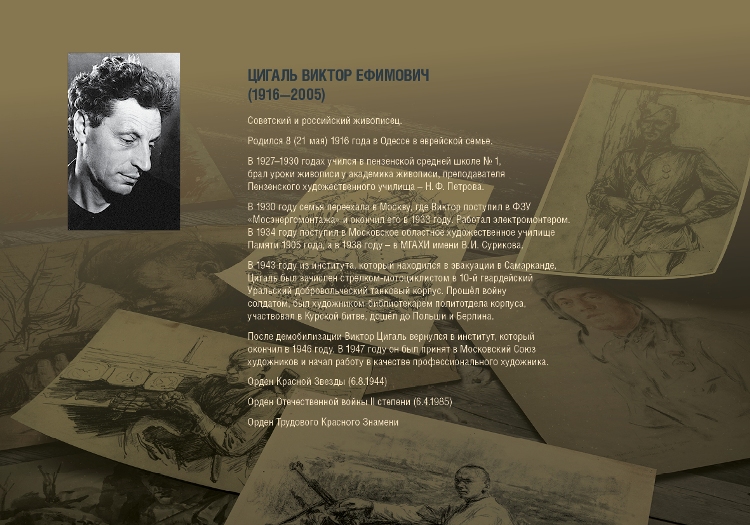 ЦИГАЛЬ ВИКТОР ЕФИМОВИЧ
(1916–2005)
Советский и российский живописец.
Родился 8 (21 мая) 1916 года в Одессе в еврейской семье.
В 1927–1930 годах учился в пензенской средней школе № 1,
брал уроки живописи у академика живописи, преподавателя
Пензенского художественного училища – Н. Ф. Петрова.
В 1930 году семья переехала в Москву, где Виктор поступил в ФЗУ
«Мосэнергомонтажа» и окончил его в 1933 году. Работал электромонтером.
В 1934 году поступил в Московское областное художественное училище
Памяти 1905 года, а в 1938 году – в МГАХИ имени В. И. Сурикова.
В 1943 году из института, который находился в эвакуации в Самарканде,
Цигаль был зачислен стрелком-мотоциклистом в 10-й гвардейский
Уральский добровольческий танковый корпус. Прошёл войну
солдатом, был художником-библиотекарем политотдела корпуса,
участвовал в Курской битве, дошёл до Польши и Берлина.
После демобилизации Виктор Цигаль вернулся в институт, который
окончил в 1946 году. В 1947 году он был принят в Московский Союз
художников и начал работу в качестве профессионального художника.
Орден Красной Звезды (6.8.1944)
Орден Отечественной войны II степени (6.4.1985)
Орден Трудового Красного Знамени